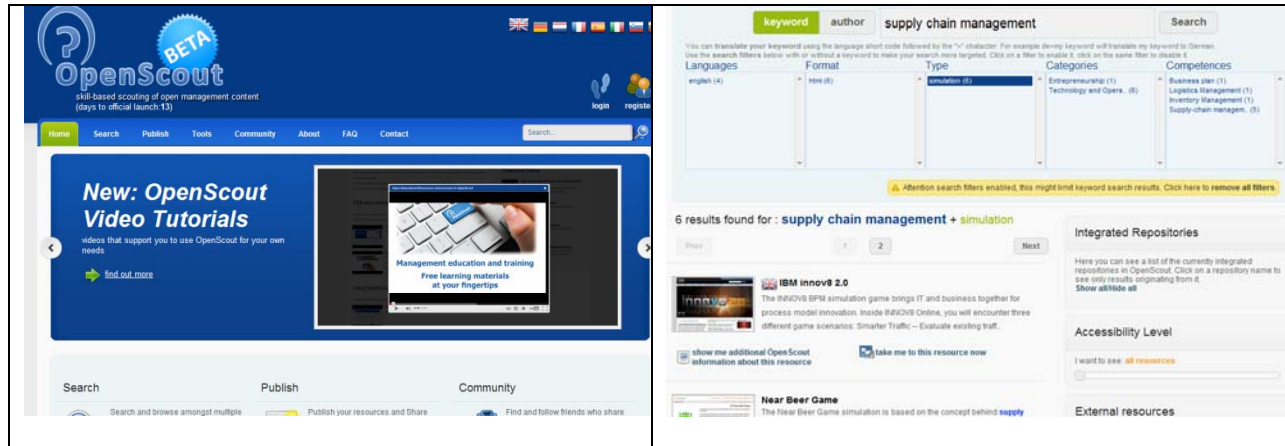 BETA
OpenScout
skill-based scouting of open management content
(days to official launch:13)
login
register
Home Search Publish Tools Community About FAQ Contact
Search...
New: OpenScout
Video Tutorials
videos that support you to use OpenScout for your own
needs
find out more
Management education and training
Free learning materials
at your fingertips
Search
Search and browse amongst multiple
Publish
Publish your resources and Share
Community
Find and follow friends who share
keyword author supply chain management Search
You can translate your keyword using the language short code followed by the ">" character. For example de>my keyword will translate my keyword to German.
Use the search filters below with or without a keyword to make your search more targeted. Click on a filter to enable it, click on the same filter to disable it.
Languages Format Type Categories Competences
english (4)
html (6)
simulation (6)
Entrepreneurship (1)
Technology and Opera.. (6)
Business plan (1)
Logistics Management (1)
Inventory Management (1)
Supply-chain managem.. (5)
Attention search filters enabled, this might limit keyword search results. Click here to remove all filters.
6 results found for : supply chain management + simulation
Prev 1 2 Next
IBM innov8 2.0
The INNOV8 BPM simulation game brings IT and business together for
process model innovation. Inside INNOV8 Online, you will encounter three
different game scenarios: Smarter Traffic – Evaluate existing traff..
show me additional OpenScout
information about this resource
take me to this resource now
Near Beer Game
The Near Beer Game simulation is based on the concept behind supply
Integrated Repositories
Here you can see a list of the currently integrated
repositories in OpenScout. Click on a repository name to
see only results originating from it.
Show all/Hide all
Accessibility Level
I want to see: all resources
External resources